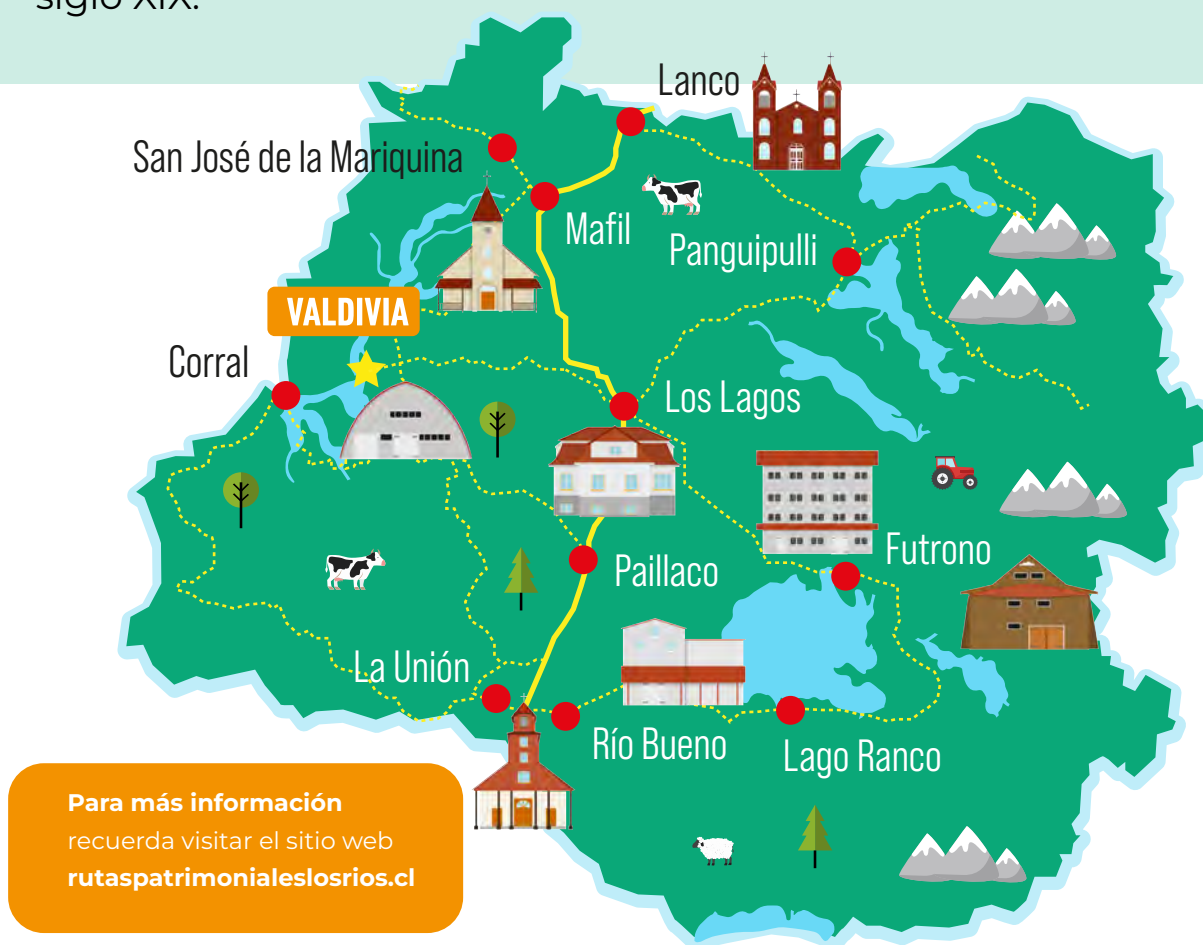 siglo XIX.
Lanco
San José de la Mariquina
Mafil
Panguipulli
VALDIVIA
Corral
Los Lagos
Futrono
Paillaco
La Unión
Río Bueno
Lago Ranco
Para más información
recuerda visitar el sitio web
rutaspatrimonialeslosrios.cl